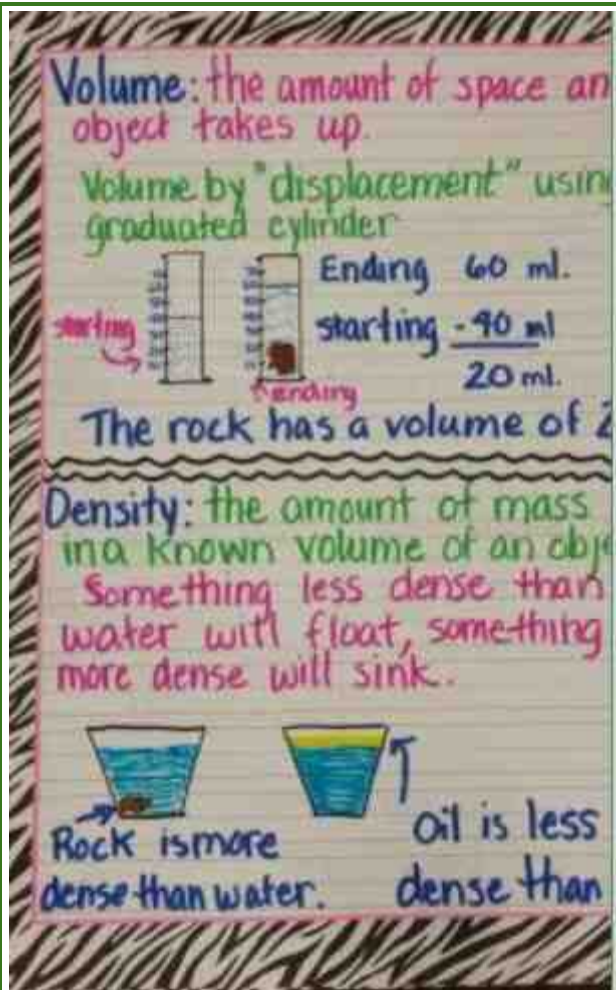 Volume: the amount of space an
object takes up.
Volume by "displacement" using
graduated cylinder
Ending 60 ml.
starting
starting - 40 ml
20 ml.
ending
The rock has a volume of 2
Density: the amount of mass
in a known volume of an obje
Something less dense than
water will float, something
more dense will sink.
Rock is more
dense than water.
Oil is less
dense than